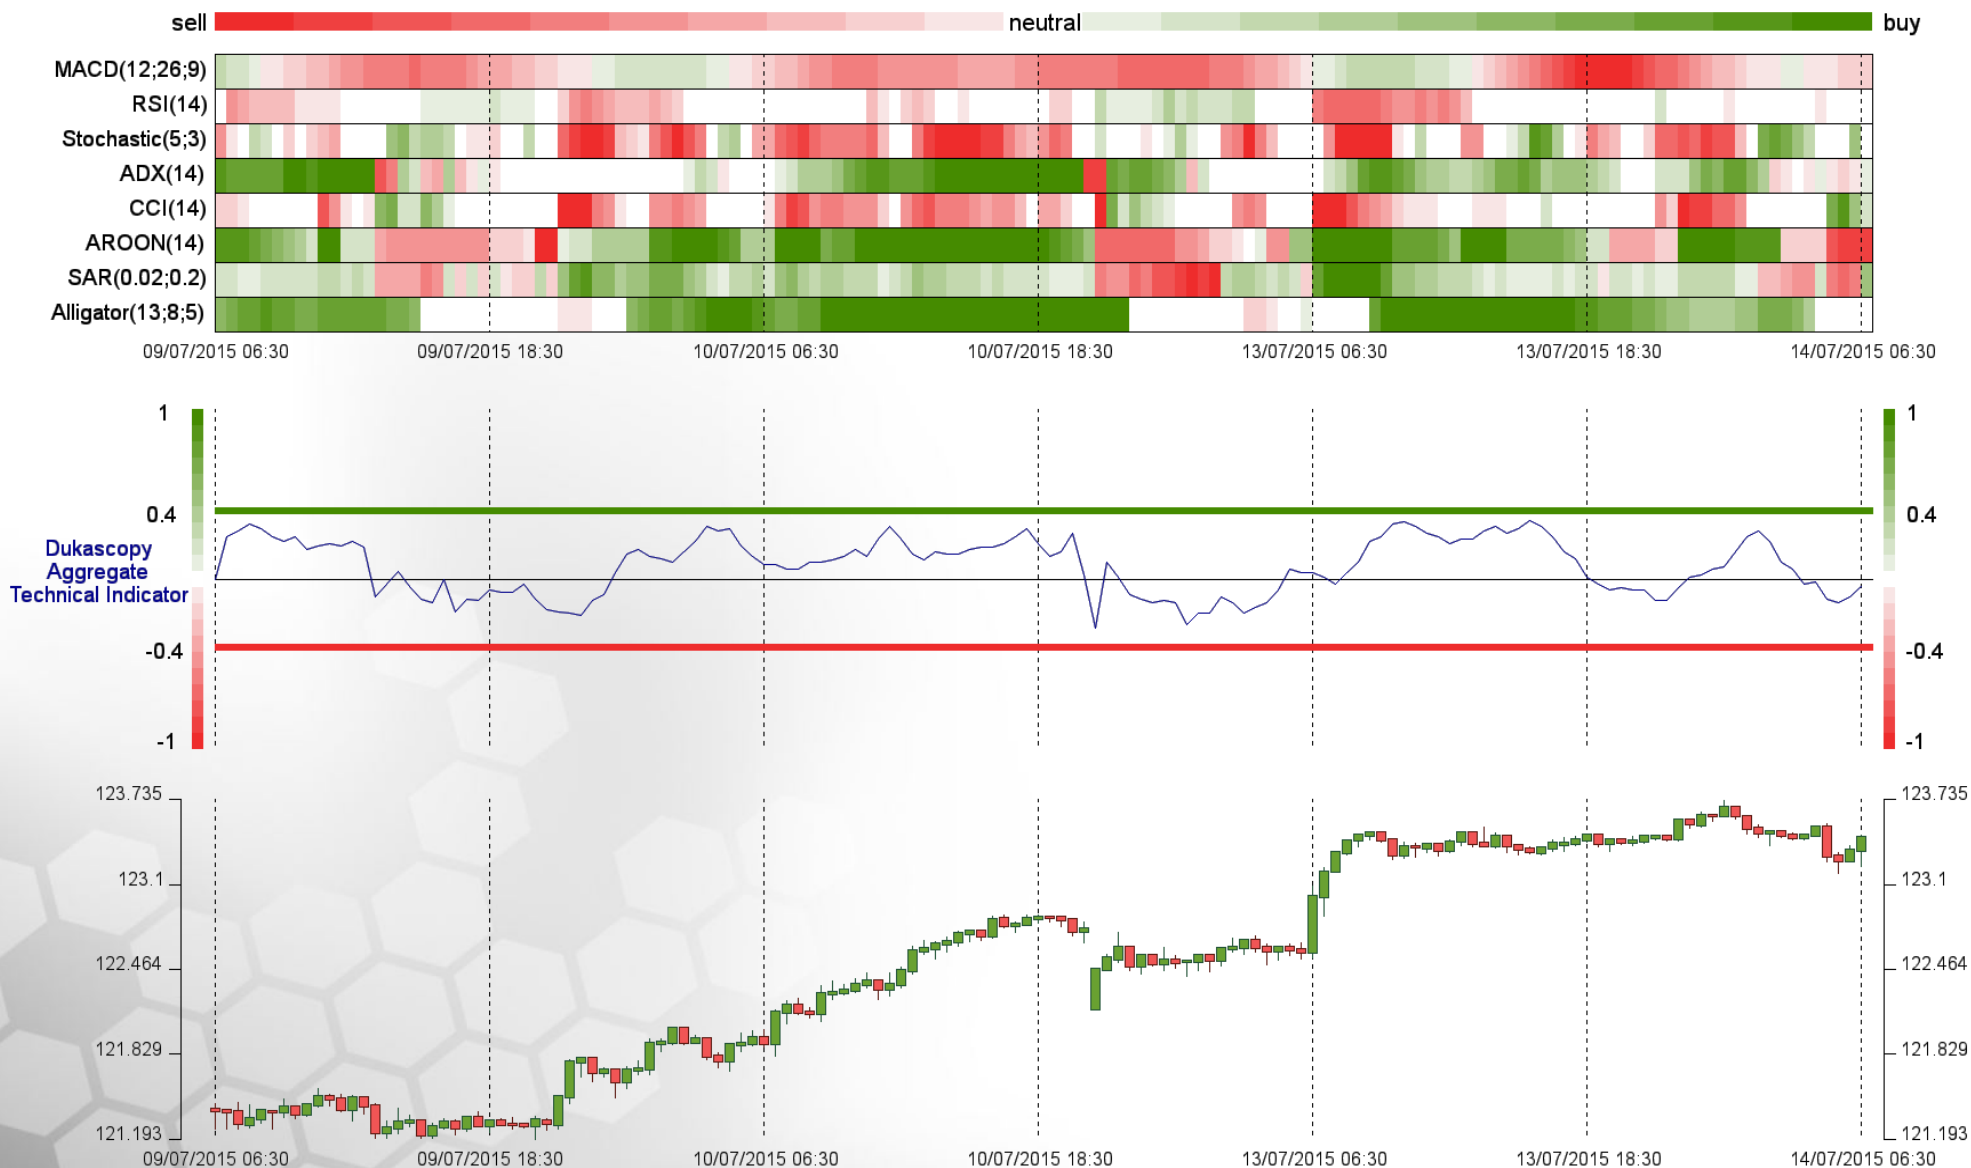 sell neutral buy
MACD(12;26;9)
RSI(14)
Stochastic(5;3)
ADX(14)
CCI(14)
AROON(14)
SAR(0.02;0.2)
Alligator(13;8;5)
09/07/2015 06:30 09/07/2015 18:30 10/07/2015 06:30 10/07/2015 18:30 13/07/2015 06:30 13/07/2015 18:30 14/07/2015 06:30
1 1
0.4 0.4
Dukascopy
Aggregate
Technical Indicator
-0.4 -0.4
-1 -1
123.735 123.735
123.1 123.1
122.464 122.464
121.829 121.829
121.193 121.193
09/07/2015 06:30 09/07/2015 18:30 10/07/2015 06:30 10/07/2015 18:30 13/07/2015 06:30 13/07/2015 18:30 14/07/2015 06:30